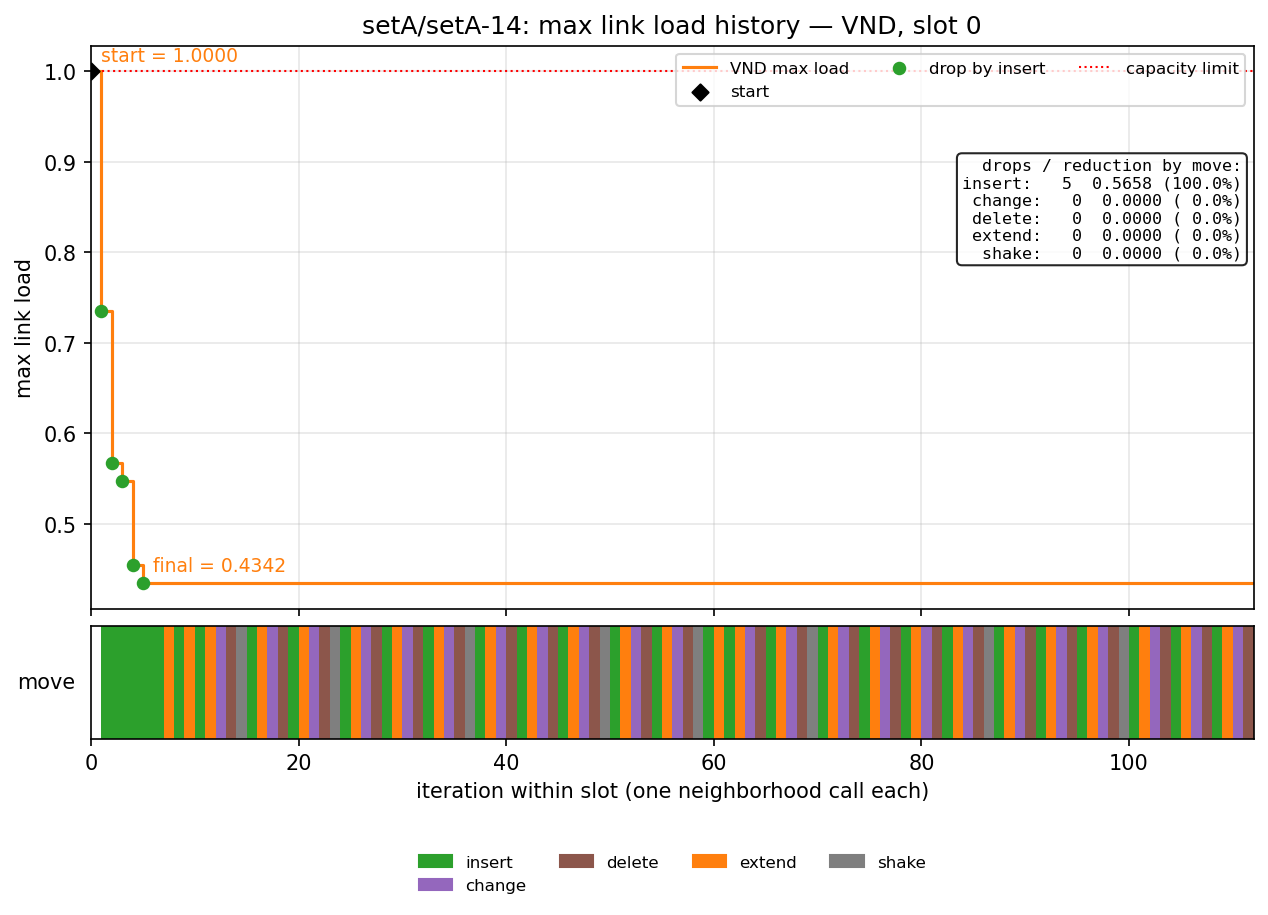 setA/setA-14: max link load history — VND, slot 0
start = 1.0000
VND max load
drop by insert
capacity limit
start
drops / reduction by move:
insert: 5 0.5658 (100.0%)
change: 0 0.0000 ( 0.0%)
delete: 0 0.0000 ( 0.0%)
extend: 0 0.0000 ( 0.0%)
shake: 0 0.0000 ( 0.0%)
1.0
0.9
0.8
0.7
0.6
0.5
max link load
final = 0.4342
move
0 20 40 60 80 100
iteration within slot (one neighborhood call each)
insert delete extend shake
change